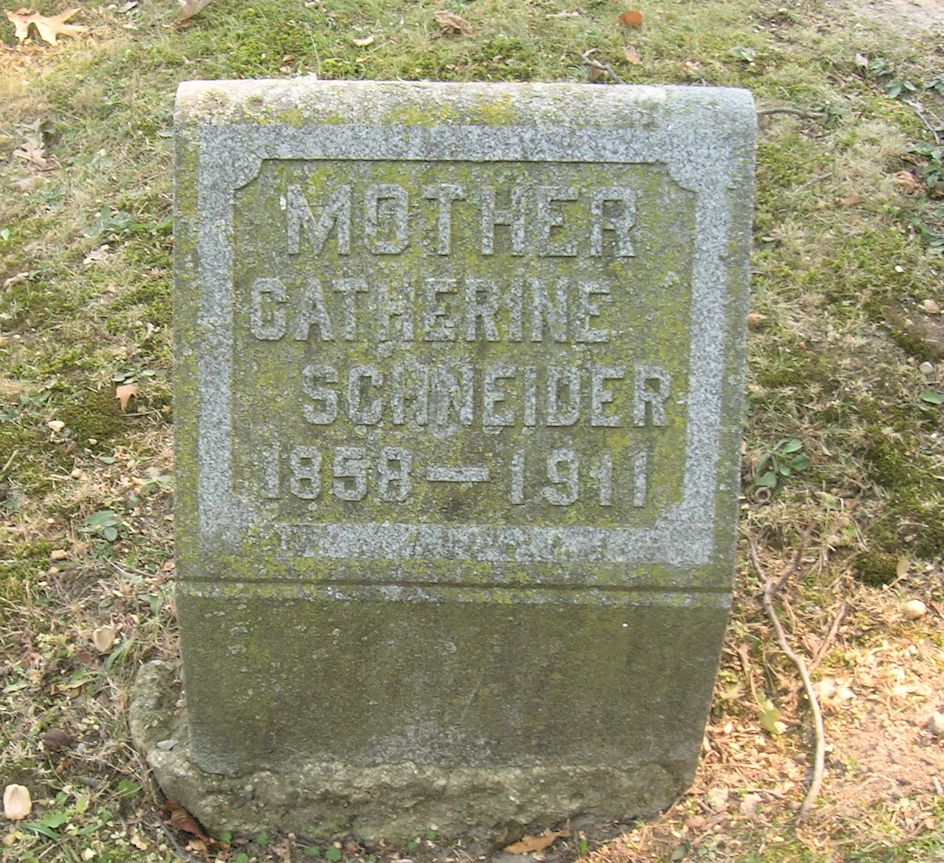 MOTHER
CATHERINE
SCHNEIDER
1858-1911